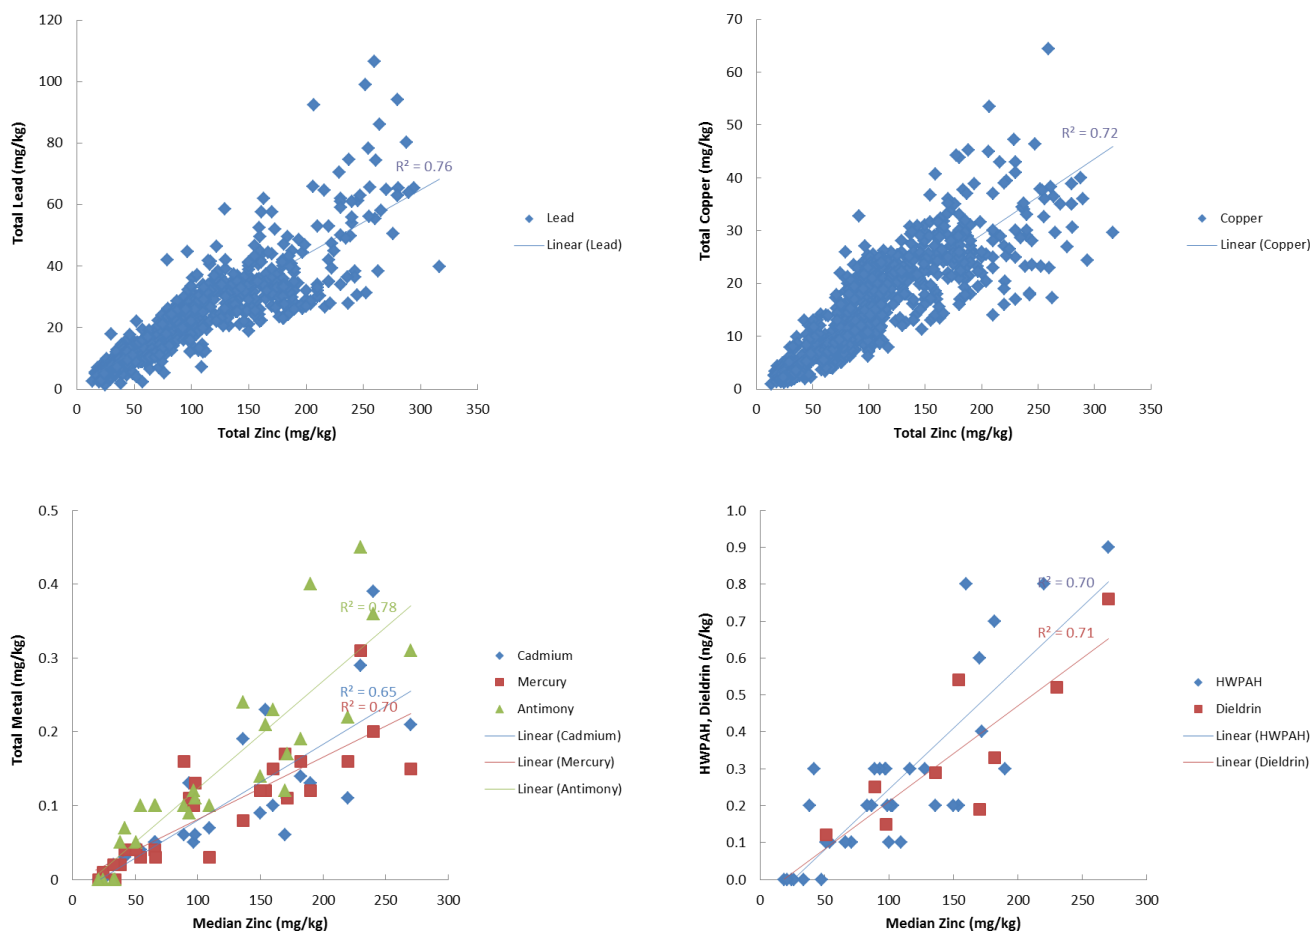 120
100
80
60
40
20
0
Total Lead (mg/kg)
R² = 0.76
0 50 100 150 200 250 300 350
Total Zinc (mg/kg)
Lead
Linear (Lead)
70
60
50
40
30
20
10
0
Total Copper (mg/kg)
R² = 0.72
0 50 100 150 200 250 300 350
Total Zinc (mg/kg)
Copper
Linear (Copper)
0.5
0.4
0.3
0.2
0.1
0
Total Metal (mg/kg)
R² = 0.78
R² = 0.65
R² = 0.70
0 50 100 150 200 250 300
Median Zinc (mg/kg)
Cadmium
Mercury
Antimony
Linear (Cadmium)
Linear (Mercury)
Linear (Antimony)
1.0
0.9
0.8
0.7
0.6
0.5
0.4
0.3
0.2
0.1
0.0
HWPAH, Dieldrin (ng/kg)
R² = 0.70
R² = 0.71
0 50 100 150 200 250 300
Median Zinc (mg/kg)
HWPAH
Dieldrin
Linear (HWPAH)
Linear (Dieldrin)